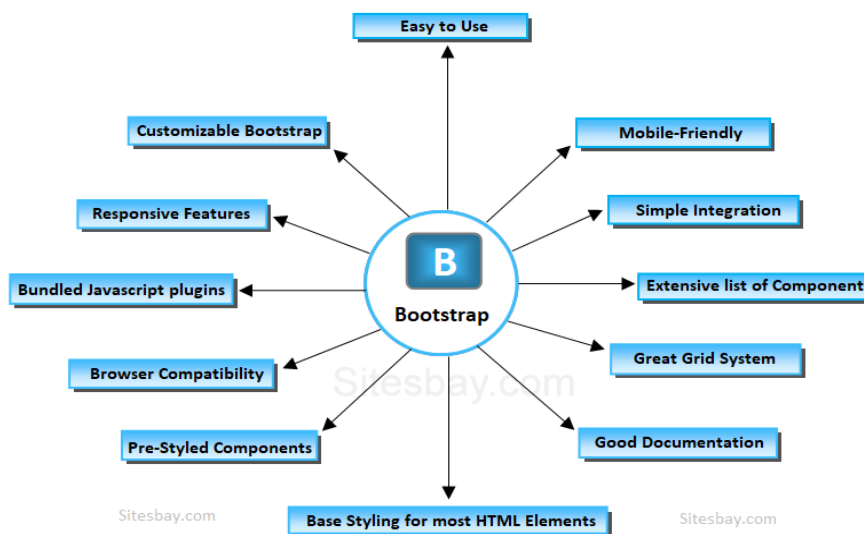 Easy to Use
Customizable Bootstrap
Mobile-Friendly
Responsive Features
Simple Integration
B
Bootstrap
Bundled Javascript plugins
Extensive list of Component
Browser Compatibility
Great Grid System
Sitesbay.com
Pre-Styled Components
Good Documentation
Base Styling for most HTML Elements
Sitesbay.com
Sitesbay.com